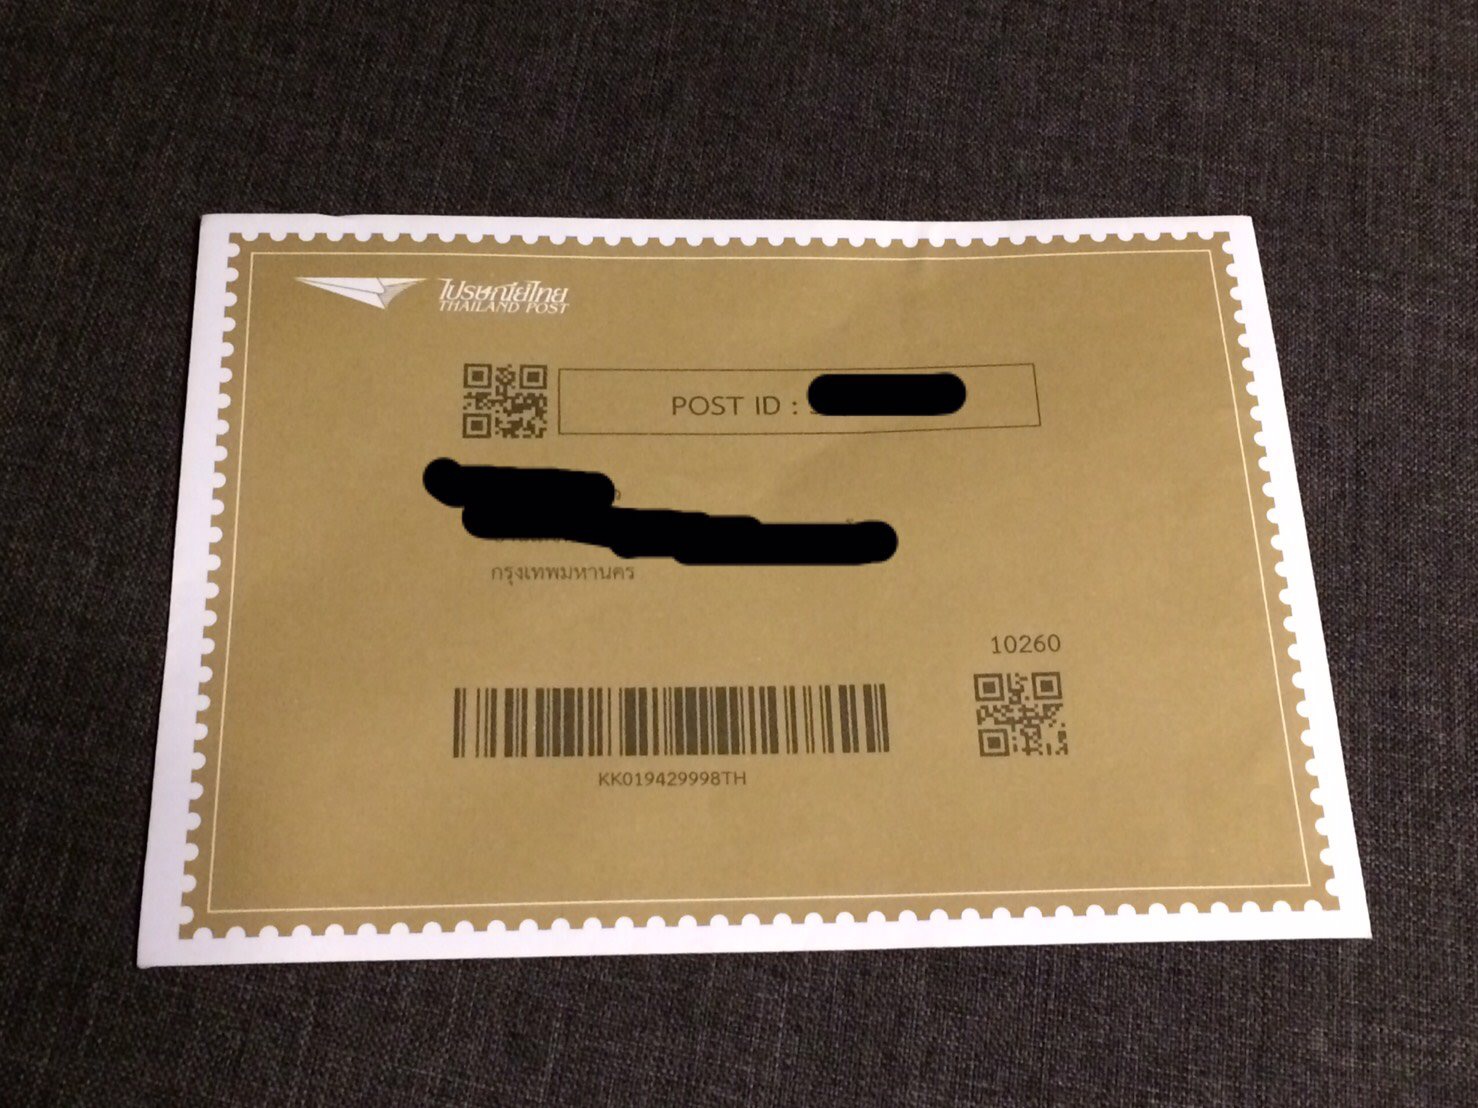 ไปรษณีย์ไทย
THAILAND POST
POST ID :
กรุงเทพมหานคร
10260
KK019429998TH